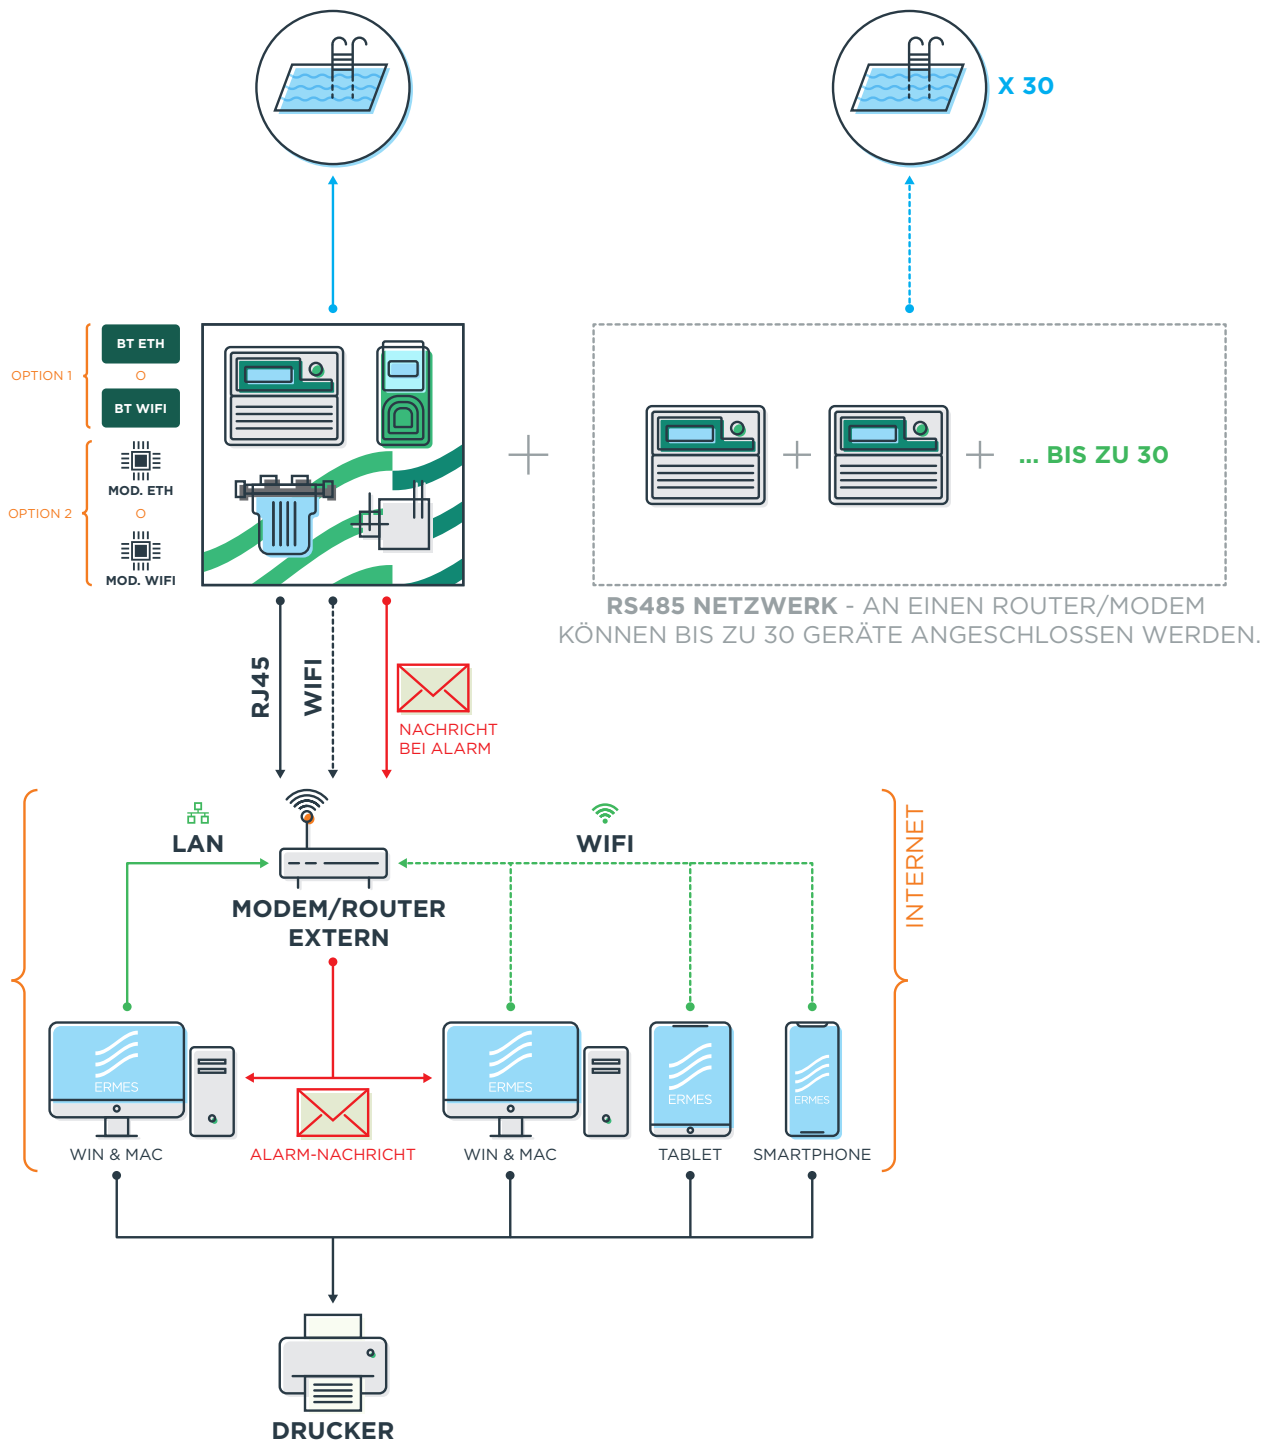 X 30
OPTION 1
BT ETH
O
BT WIFI
OPTION 2
MOD. ETH
O
MOD. WIFI
... BIS ZU 30
RS485 NETZWERK - AN EINEN ROUTER/MODEM
KÖNNEN BIS ZU 30 GERÄTE ANGESCHLOSSEN WERDEN.
RJ45
WIFI
NACHRICHT
BEI ALARM
LAN
WIFI
INTERNET
MODEM/ROUTER
EXTERN
ERMES
ERMES
ERMES
ERMES
WIN & MAC
ALARM-NACHRICHT
WIN & MAC
TABLET
SMARTPHONE
DRUCKER